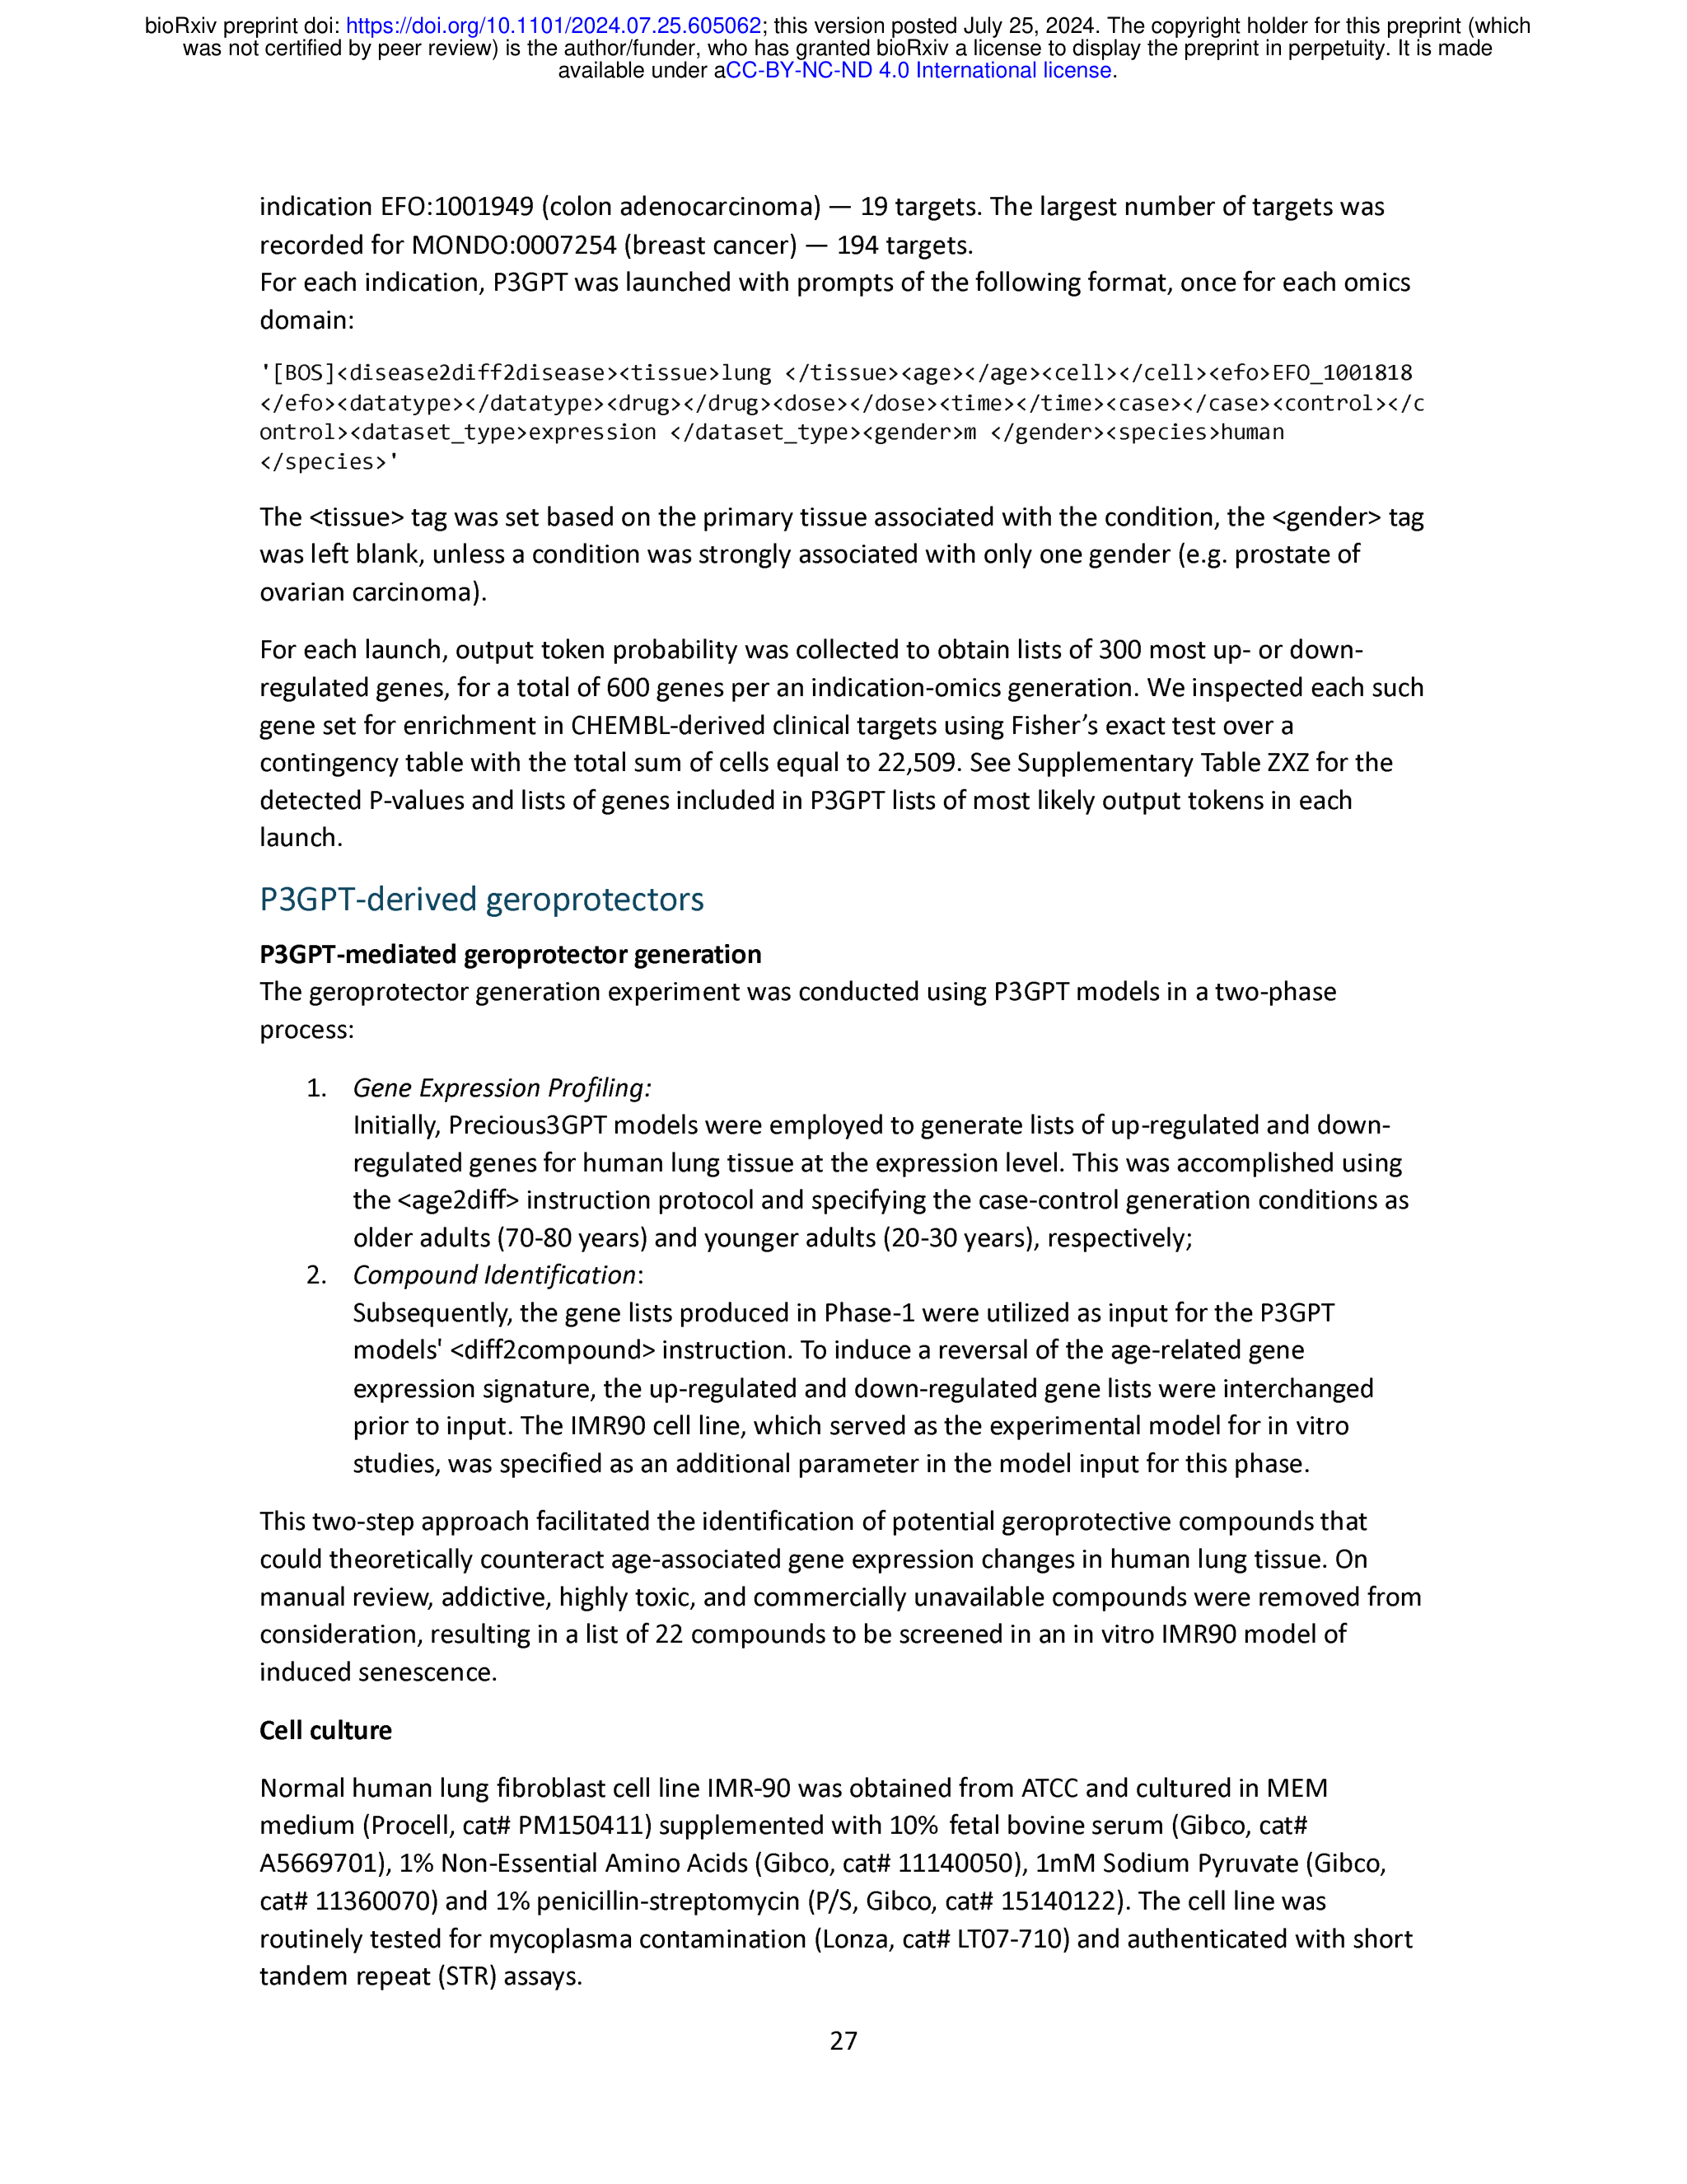 bioRxiv preprint doi: https://doi.org/10.1101/2024.07.25.605062; this version posted July 25, 2024. The copyright holder for this preprint (which
was not certified by peer review) is the author/funder, who has granted bioRxiv a license to display the preprint in perpetuity. It is made
available under aCC-BY-NC-ND 4.0 International license.
indication EFO:1001949 (colon adenocarcinoma) — 19 targets. The largest number of targets was
recorded for MONDO:0007254 (breast cancer) — 194 targets.
For each indication, P3GPT was launched with prompts of the following format, once for each omics
domain:
'[BOS]<disease2diff2disease><tissue>lung </tissue><age></age><cell></cell><efo>EFO_1001818
</efo><datatype></datatype><drug></drug><dose></dose><time></time><case></case><control></c
ontrol><dataset_type>expression </dataset_type><gender>m </gender><species>human
</species>'
The <tissue> tag was set based on the primary tissue associated with the condition, the <gender> tag
was left blank, unless a condition was strongly associated with only one gender (e.g. prostate of
ovarian carcinoma).
For each launch, output token probability was collected to obtain lists of 300 most up- or down-
regulated genes, for a total of 600 genes per an indication-omics generation. We inspected each such
gene set for enrichment in CHEMBL-derived clinical targets using Fisher’s exact test over a
contingency table with the total sum of cells equal to 22,509. See Supplementary Table ZXZ for the
detected P-values and lists of genes included in P3GPT lists of most likely output tokens in each
launch.
P3GPT-derived geroprotectors
P3GPT-mediated geroprotector generation
The geroprotector generation experiment was conducted using P3GPT models in a two-phase
process:
1. Gene Expression Profiling:
Initially, Precious3GPT models were employed to generate lists of up-regulated and down-
regulated genes for human lung tissue at the expression level. This was accomplished using
the <age2diff> instruction protocol and specifying the case-control generation conditions as
older adults (70-80 years) and younger adults (20-30 years), respectively;
2. Compound Identification:
Subsequently, the gene lists produced in Phase-1 were utilized as input for the P3GPT
models' <diff2compound> instruction. To induce a reversal of the age-related gene
expression signature, the up-regulated and down-regulated gene lists were interchanged
prior to input. The IMR90 cell line, which served as the experimental model for in vitro
studies, was specified as an additional parameter in the model input for this phase.
This two-step approach facilitated the identification of potential geroprotective compounds that
could theoretically counteract age-associated gene expression changes in human lung tissue. On
manual review, addictive, highly toxic, and commercially unavailable compounds were removed from
consideration, resulting in a list of 22 compounds to be screened in an in vitro IMR90 model of
induced senescence.
Cell culture
Normal human lung fibroblast cell line IMR-90 was obtained from ATCC and cultured in MEM
medium (Procell, cat# PM150411) supplemented with 10% fetal bovine serum (Gibco, cat#
A5669701), 1% Non-Essential Amino Acids (Gibco, cat# 11140050), 1mM Sodium Pyruvate (Gibco,
cat# 11360070) and 1% penicillin-streptomycin (P/S, Gibco, cat# 15140122). The cell line was
routinely tested for mycoplasma contamination (Lonza, cat# LT07-710) and authenticated with short
tandem repeat (STR) assays.
27